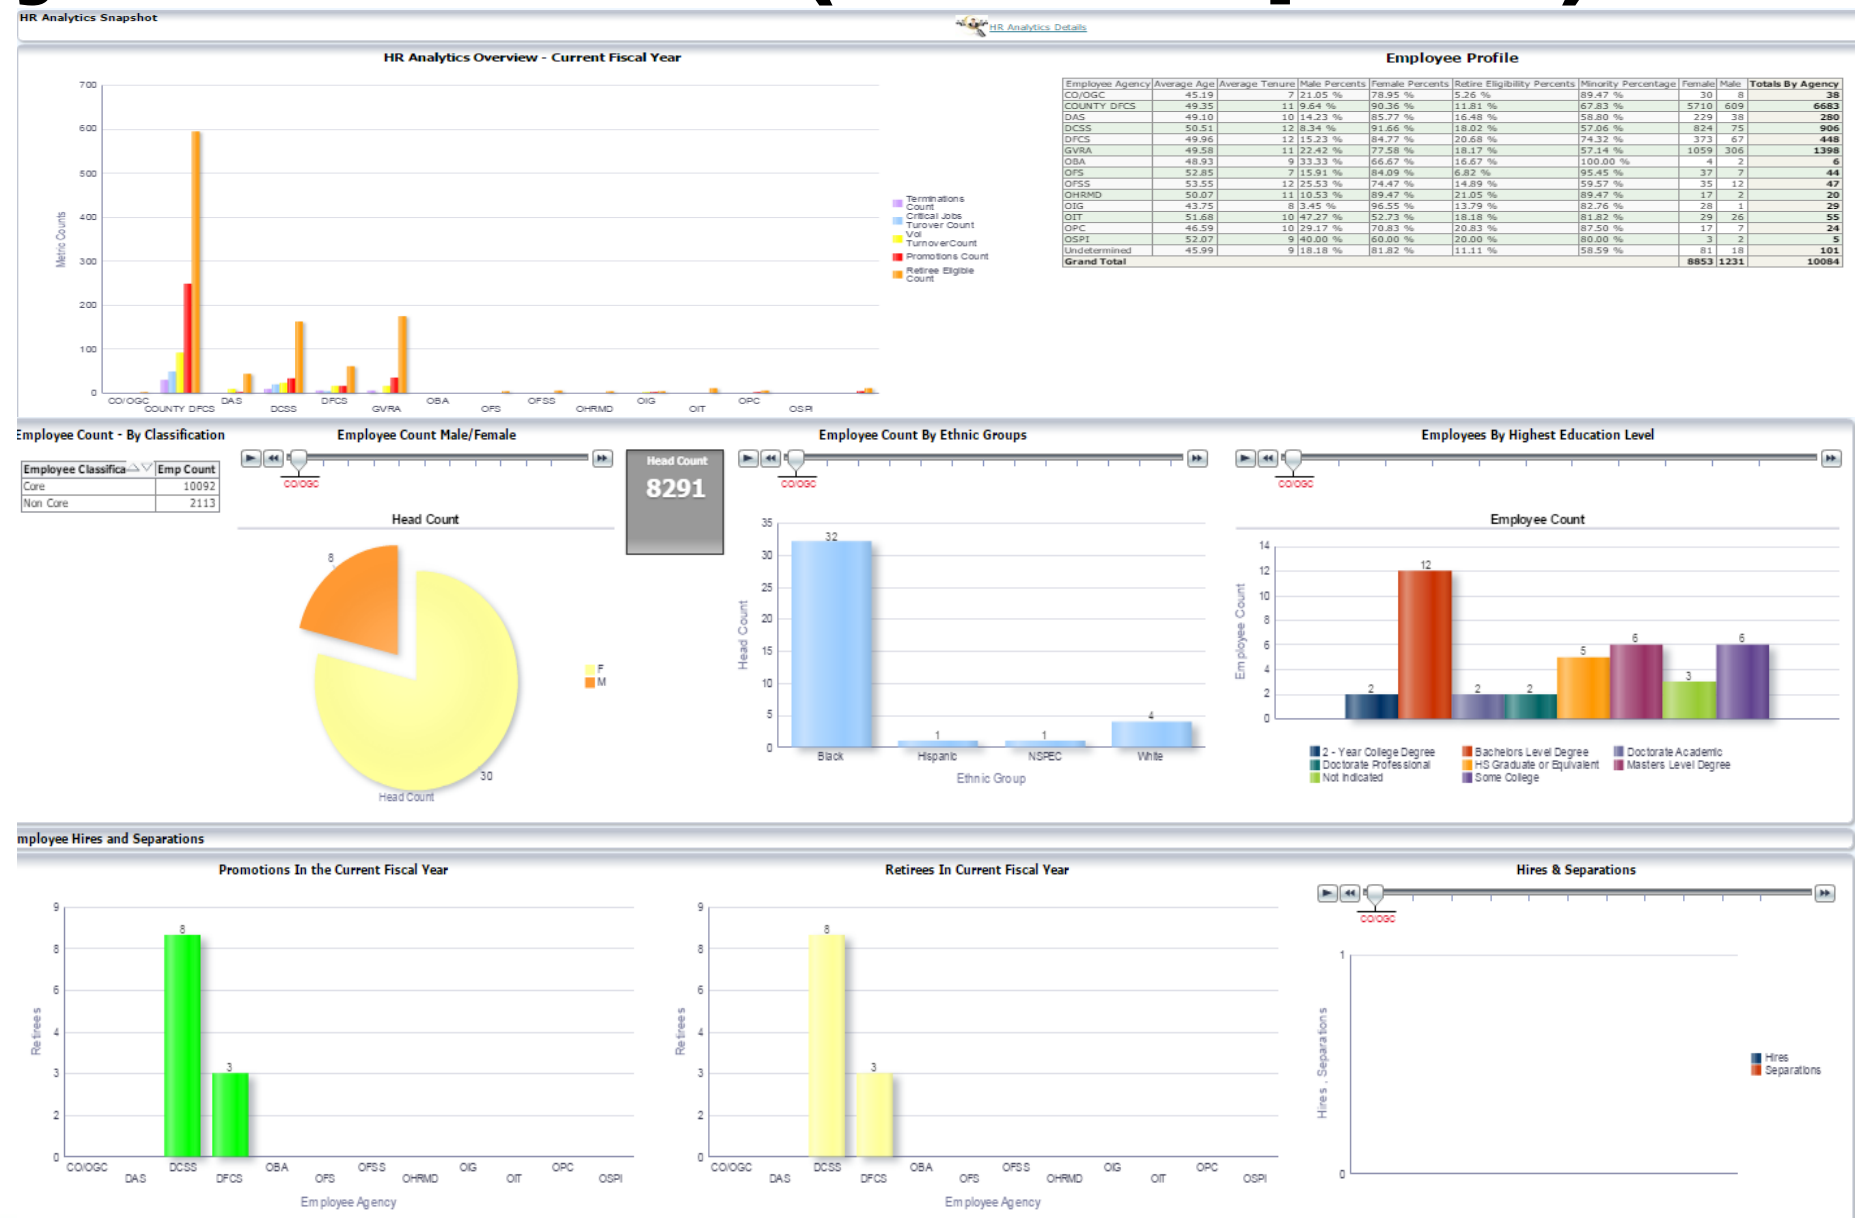 HR Analytics Snapshot
HR Analytics Details
HR Analytics Overview - Current Fiscal Year
700
600
500
400
300
200
100
0
Metric Counts
CO/OGC
COUNTY DFCS
DAS
DCSS
DFCS
GVRA
OBA
OFS
OFSS
OHRMD
OIG
OIT
OPC
OSPI
Terminations
Count
Critical Jobs
Turover Count
Vol
TurnoverCount
Promotions Count
Retiree Eligible
Count
Employee Profile
Employee Agency Average Age Average Tenure Male Percents Female Percents Retire Eligibility Percents Minority Percentage Female Male Totals By Agency
CO/OGC 45.19 7 21.05 % 78.95 % 5.26 % 89.47 % 30 8 38
COUNTY DFCS 49.35 11 9.64 % 90.36 % 11.81 % 67.83 % 5710 609 6683
DAS 49.10 10 14.23 % 85.77 % 16.48 % 58.80 % 229 38 280
DCSS 50.51 12 8.34 % 91.66 % 18.02 % 57.06 % 824 75 906
DFCS 49.96 12 15.23 % 84.77 % 20.68 % 74.32 % 373 67 448
GVRA 49.58 11 22.42 % 77.58 % 18.17 % 57.14 % 1059 306 1398
OBA 48.93 9 33.33 % 66.67 % 16.67 % 100.00 % 4 2 6
OFS 52.85 7 15.91 % 84.09 % 6.82 % 95.45 % 37 7 44
OFSS 53.55 12 25.53 % 74.47 % 14.89 % 59.57 % 35 12 47
OHRMD 50.07 11 10.53 % 89.47 % 21.05 % 89.47 % 17 2 20
OIG 43.75 8 3.45 % 96.55 % 13.79 % 82.76 % 28 1 29
OIT 51.68 10 47.27 % 52.73 % 18.18 % 81.82 % 29 26 55
OPC 46.59 10 29.17 % 70.83 % 20.83 % 87.50 % 17 7 24
OSPI 52.07 9 40.00 % 60.00 % 20.00 % 80.00 % 3 2 5
Undetermined 45.99 9 18.18 % 81.82 % 11.11 % 58.59 % 81 18 101
Grand Total 8853 1231 10084
Employee Count - By Classification
Employee Classifica Emp Count
Core 10092
Non Core 2113
Employee Count Male/Female
CO/OGC
Head Count
8
30
Head Count
F
M
Head Count
8291
Employee Count By Ethnic Groups
CO/OGC
35
30
25
20
15
10
5
0
Head Count
32
1
1
4
Black
Hispanic
NSPEC
White
Ethnic Group
Employees By Highest Education Level
CO/OGC
Employee Count
14
12
10
8
6
4
2
0
Employee Count
2
12
2
2
5
6
3
6
2 - Year College Degree
Bachelors Level Degree
Doctorate Academic
Doctorate Professional
HS Graduate or Equivalent
Masters Level Degree
Not Indicated
Some College
mployee Hires and Separations
Promotions In the Current Fiscal Year
9
8
6
4
3
2
0
Retirees
8
3
CO/OGC
DAS
DCSS
DFCS
OBA
OFS
OFSS
OHRMD
OIG
OIT
OPC
OSPI
Employee Agency
Retirees In Current Fiscal Year
9
8
6
4
3
2
0
Retirees
8
3
CO/OGC
DAS
DCSS
DFCS
OBA
OFS
OFSS
OHRMD
OIG
OIT
OPC
OSPI
Employee Agency
Hires & Separations
CO/OGC
1
0
Hires , Separations
Hires
Separations